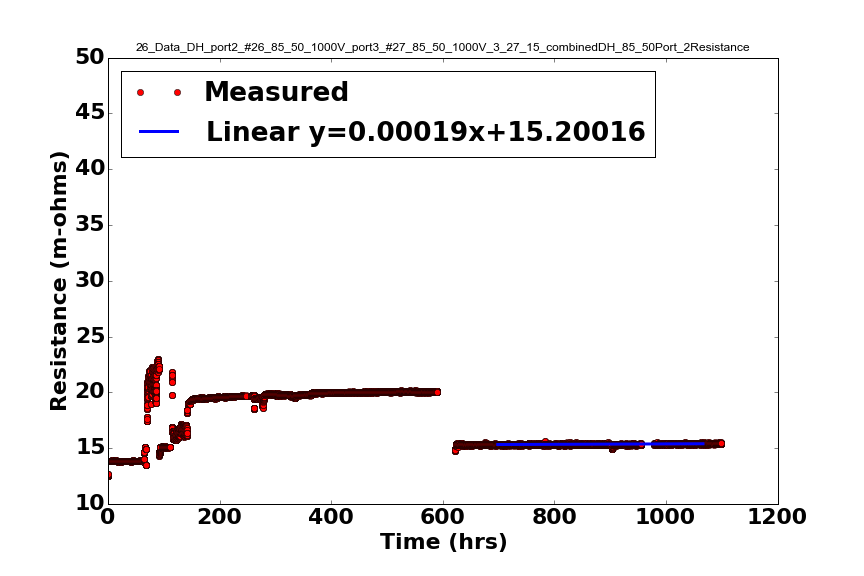 26_Data_DH_port2_#26_85_50_1000V_port3_#27_85_50_1000V_3_27_15_combinedDH_85_50Port_2Resistance
50
45
40
35
30
25
20
15
10
Resistance (m-ohms)
Measured
Linear y=0.00019x+15.20016
0 200 400 600 800 1000 1200
Time (hrs)